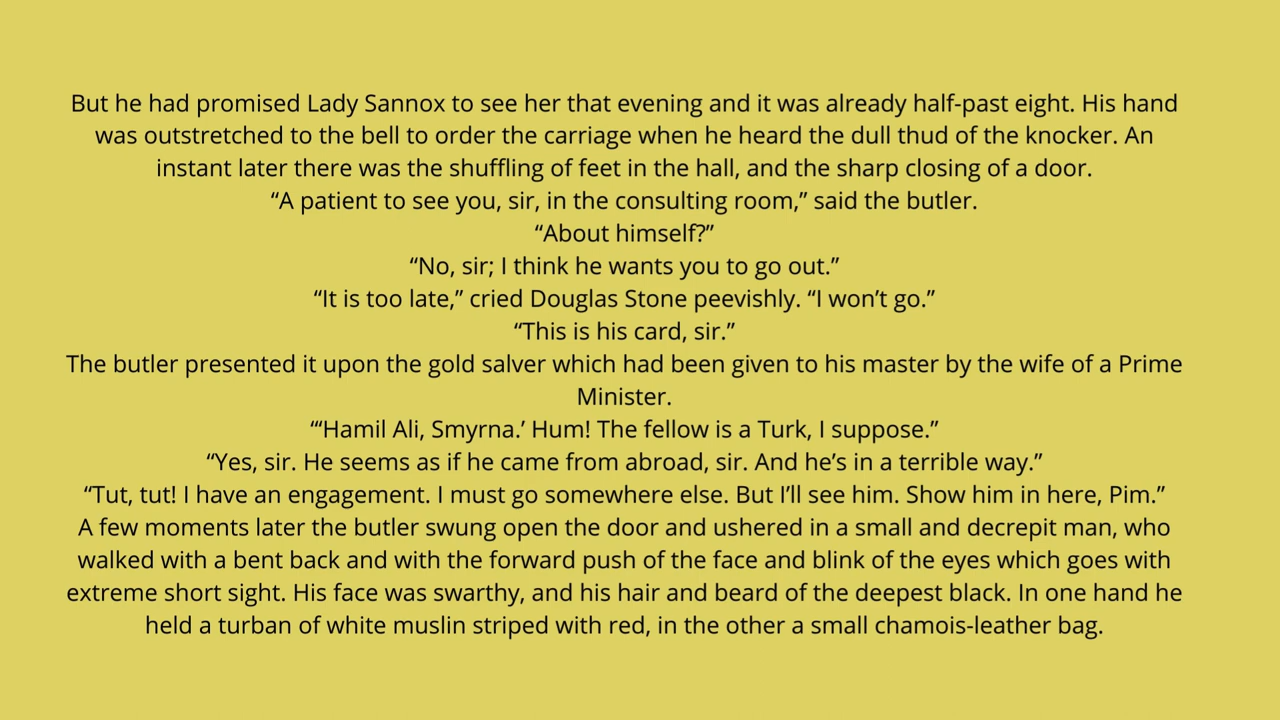 But he had promised Lady Sannox to see her that evening and it was already half-past eight. His hand
was outstretched to the bell to order the carriage when he heard the dull thud of the knocker. An
instant later there was the shuffling of feet in the hall, and the sharp closing of a door.
“A patient to see you, sir, in the consulting room,” said the butler.
“About himself?”
“No, sir; I think he wants you to go out.”
“It is too late,” cried Douglas Stone peevishly. “I won’t go.”
“This is his card, sir.”
The butler presented it upon the gold salver which had been given to his master by the wife of a Prime
Minister.
“‘Hamil Ali, Smyrna.’ Hum! The fellow is a Turk, I suppose.”
“Yes, sir. He seems as if he came from abroad, sir. And he’s in a terrible way.”
“Tut, tut! I have an engagement. I must go somewhere else. But I’ll see him. Show him in here, Pim.”
A few moments later the butler swung open the door and ushered in a small and decrepit man, who
walked with a bent back and with the forward push of the face and blink of the eyes which goes with
extreme short sight. His face was swarthy, and his hair and beard of the deepest black. In one hand he
held a turban of white muslin striped with red, in the other a small chamois-leather bag.